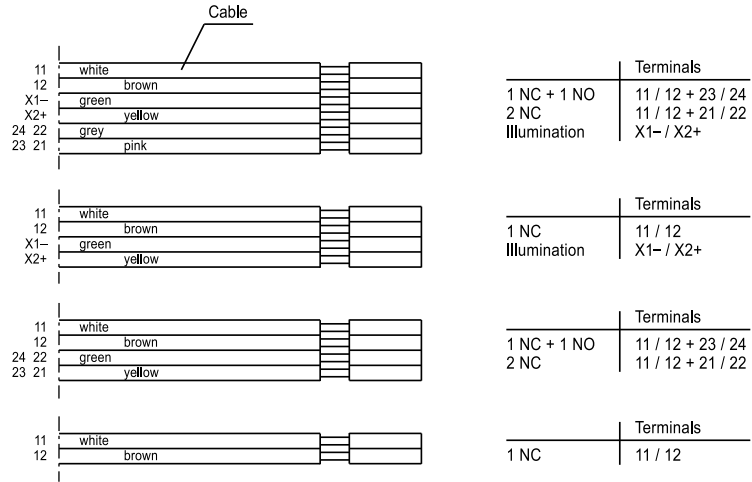 Cable
11 white
12 brown
X1– green
X2+ yellow
24 22 grey
23 21 pink
Terminals
1 NC + 1 NO 11 / 12 + 23 / 24
2 NC 11 / 12 + 21 / 22
Illumination X1– / X2+
11 white
12 brown
X1– green
X2+ yellow
Terminals
1 NC 11 / 12
Illumination X1– / X2+
11 white
12 brown
24 22 green
23 21 yellow
Terminals
1 NC + 1 NO 11 / 12 + 23 / 24
2 NC 11 / 12 + 21 / 22
11 white
12 brown
Terminals
1 NC 11 / 12